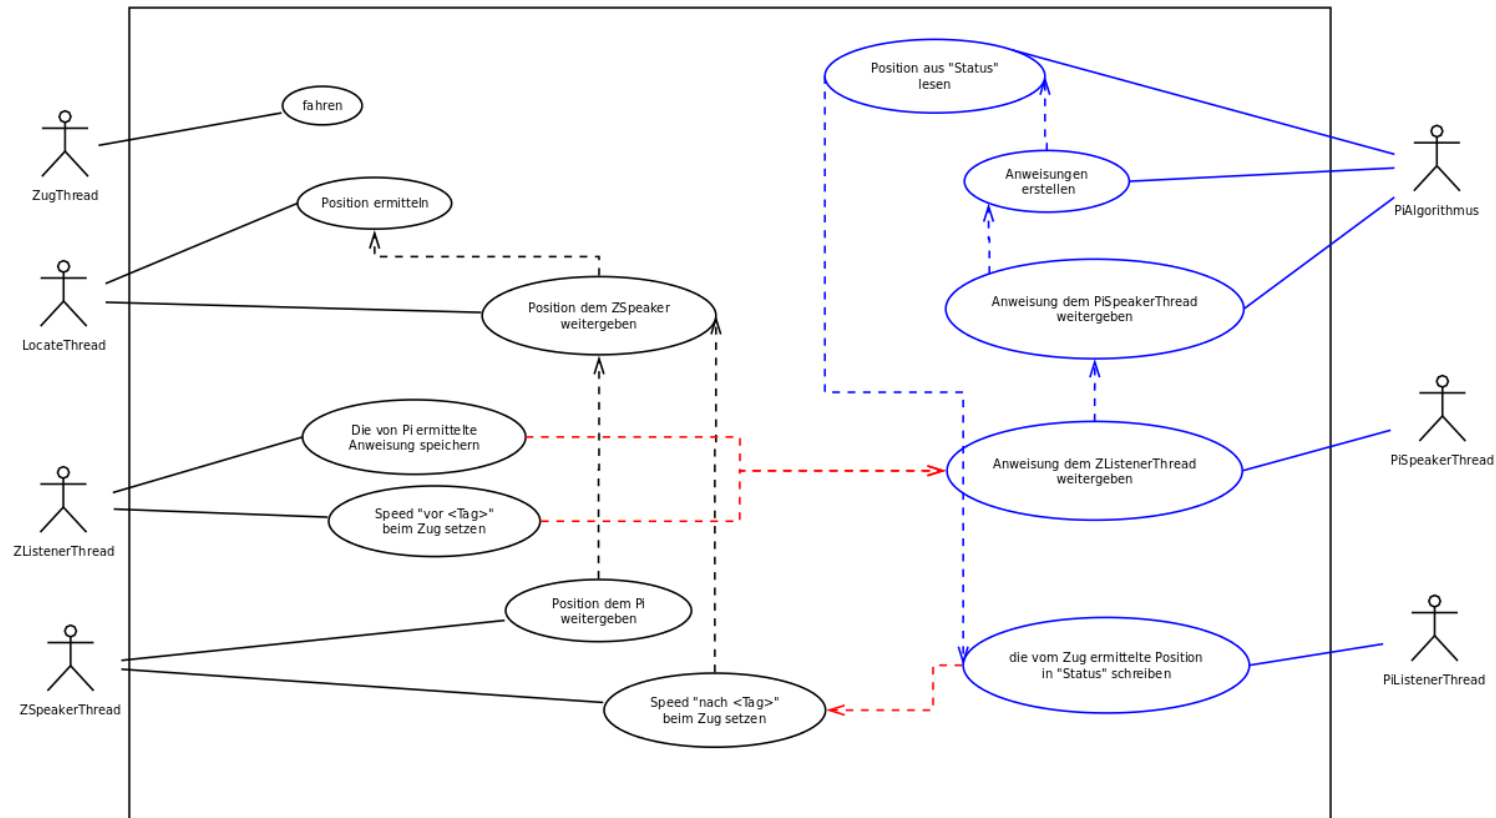 Position aus "Status"
lesen
fahren
ZugThread
Anweisungen
erstellen
PiAlgorithmus
Position ermitteln
Position dem ZSpeaker
weitergeben
Anweisung dem PiSpeakerThread
weitergeben
LocateThread
Die von Pi ermittelte
Anweisung speichern
Anweisung dem ZListenerThread
weitergeben
PiSpeakerThread
Speed "vor <Tag>"
beim Zug setzen
ZListenerThread
Position dem Pi
weitergeben
die vom Zug ermittelte Position
in "Status" schreiben
PiListenerThread
Speed "nach <Tag>"
beim Zug setzen
ZSpeakerThread